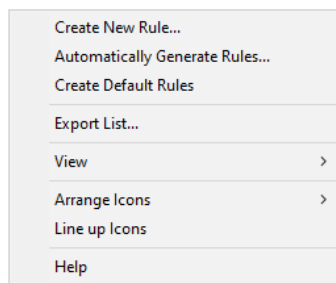 Create New Rule...
Automatically Generate Rules...
Create Default Rules
Export List...
View
Arrange Icons
Line up Icons
Help